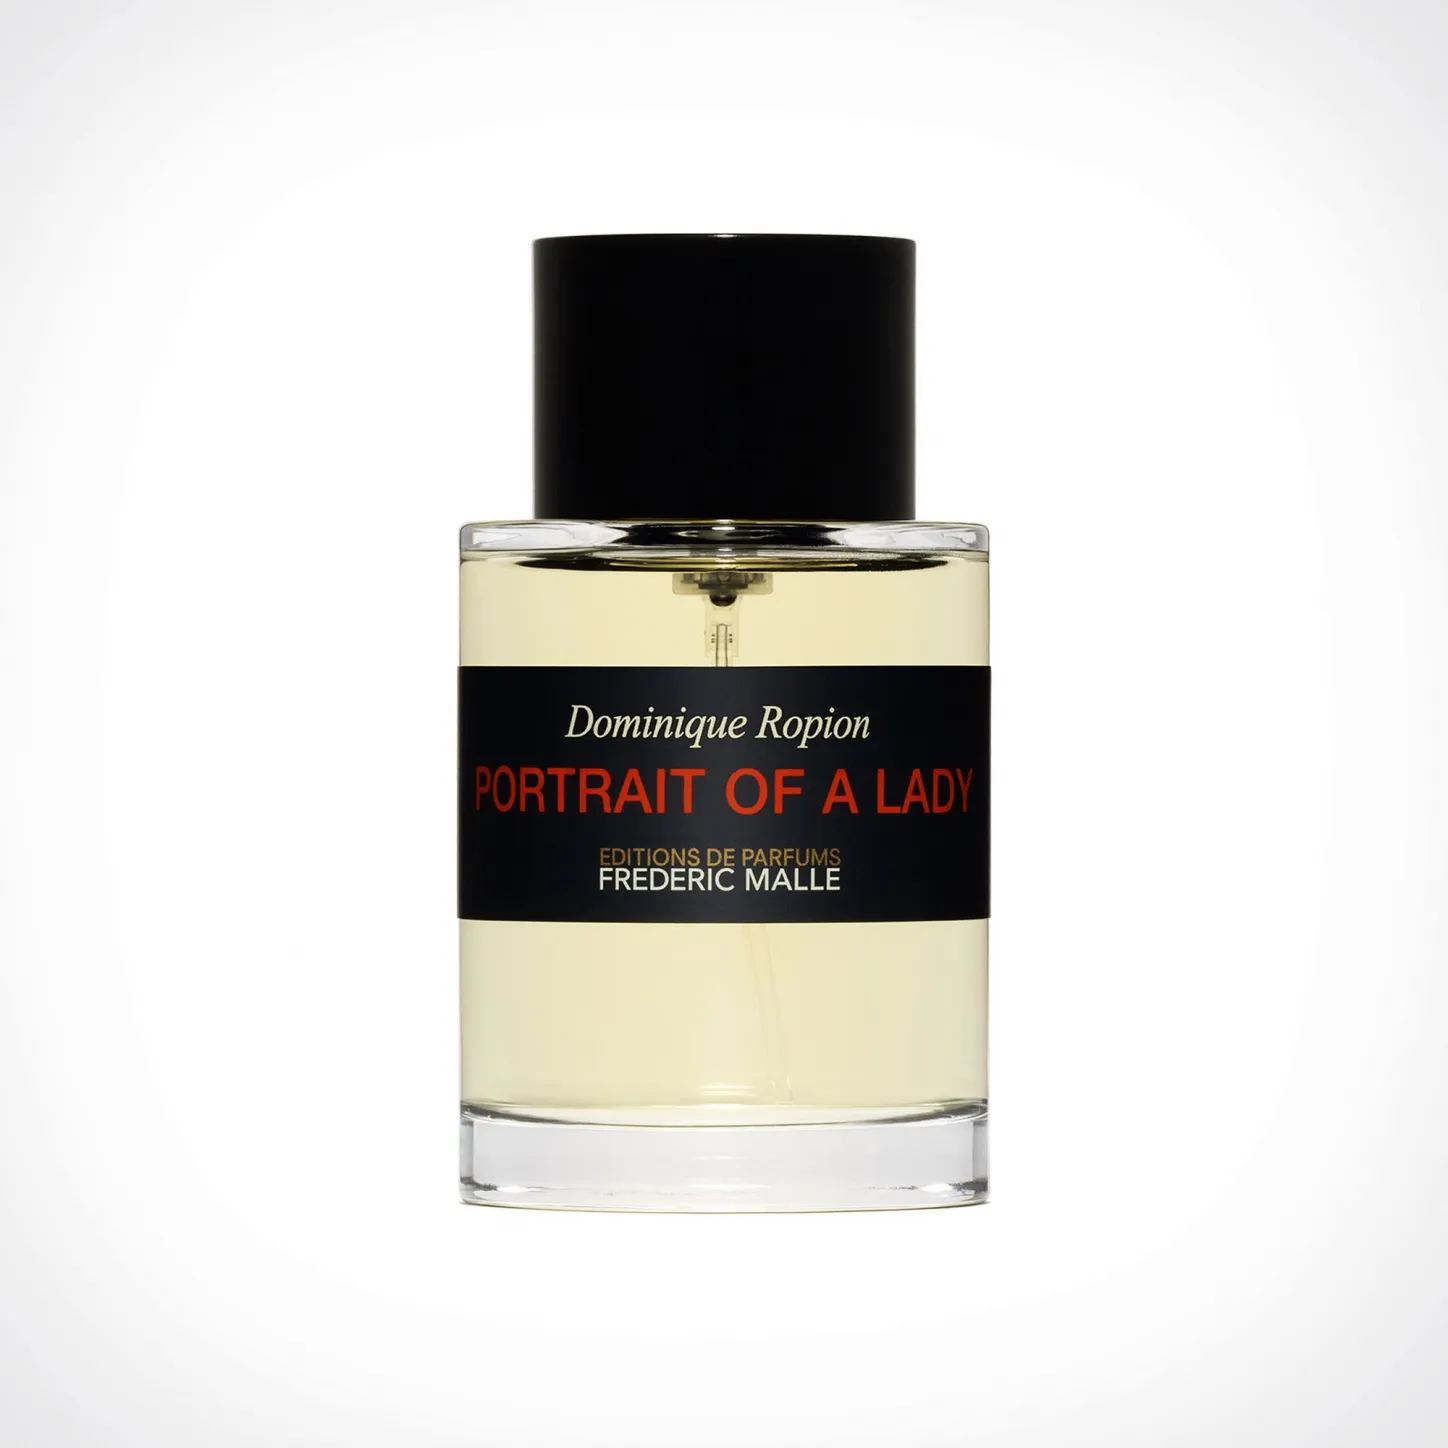 Dominique Ropion
PORTRAIT OF A LADY
EDITIONS DE PARFUMS
FREDERIC MALLE